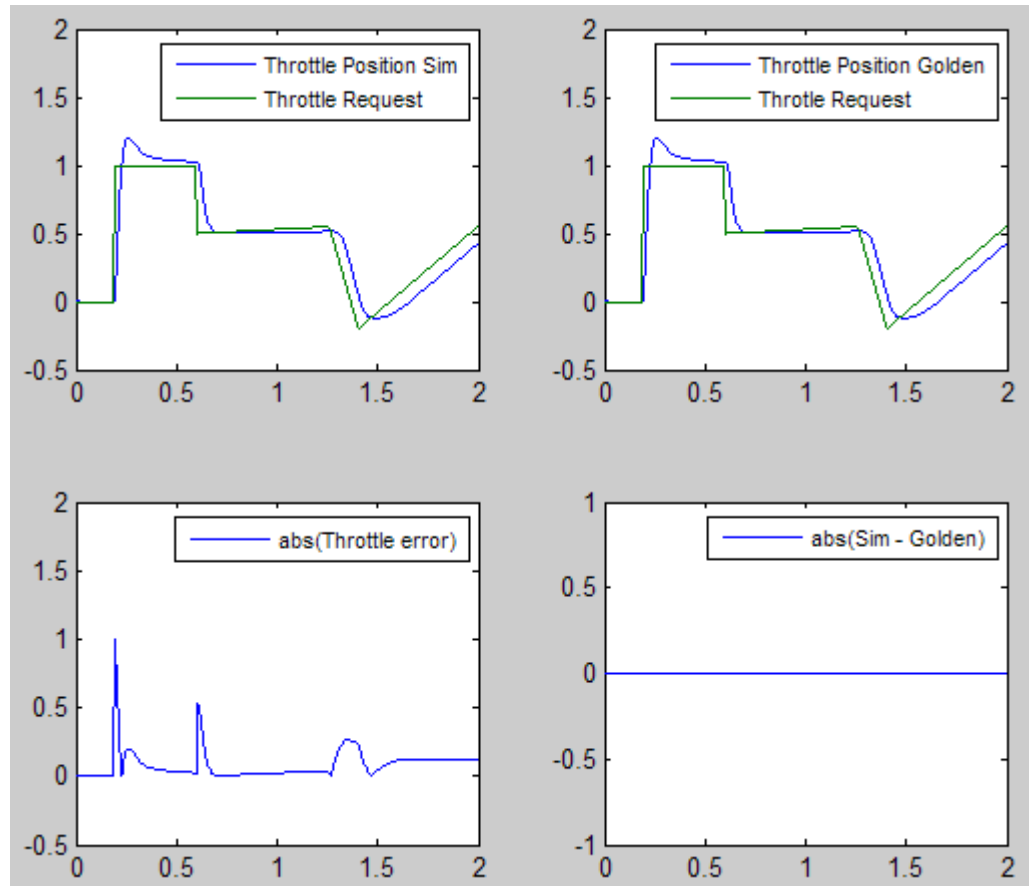 2
1.5
1
0.5
0
-0.5
0 0.5 1 1.5 2
Throttle Position Sim
Throttle Request
2
1.5
1
0.5
0
-0.5
0 0.5 1 1.5 2
Throttle Position Golden
Throtle Request
2
1.5
1
0.5
0
-0.5
0 0.5 1 1.5 2
abs(Throttle error)
1
0.5
0
-0.5
-1
0 0.5 1 1.5 2
abs(Sim - Golden)